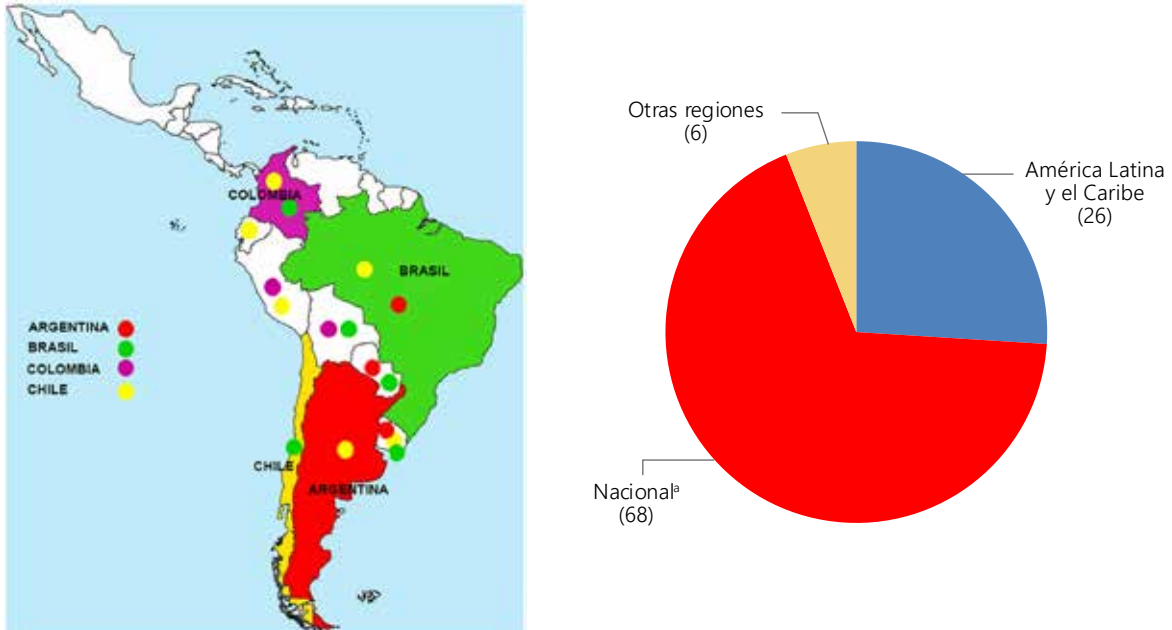 COLOMBIA
BRASIL
ARGENTINA
BRASIL
COLOMBIA
CHILE
CHILE
ARGENTINA
Otras regiones
(6)
América Latina
y el Caribe
(26)
Nacionalª
(68)